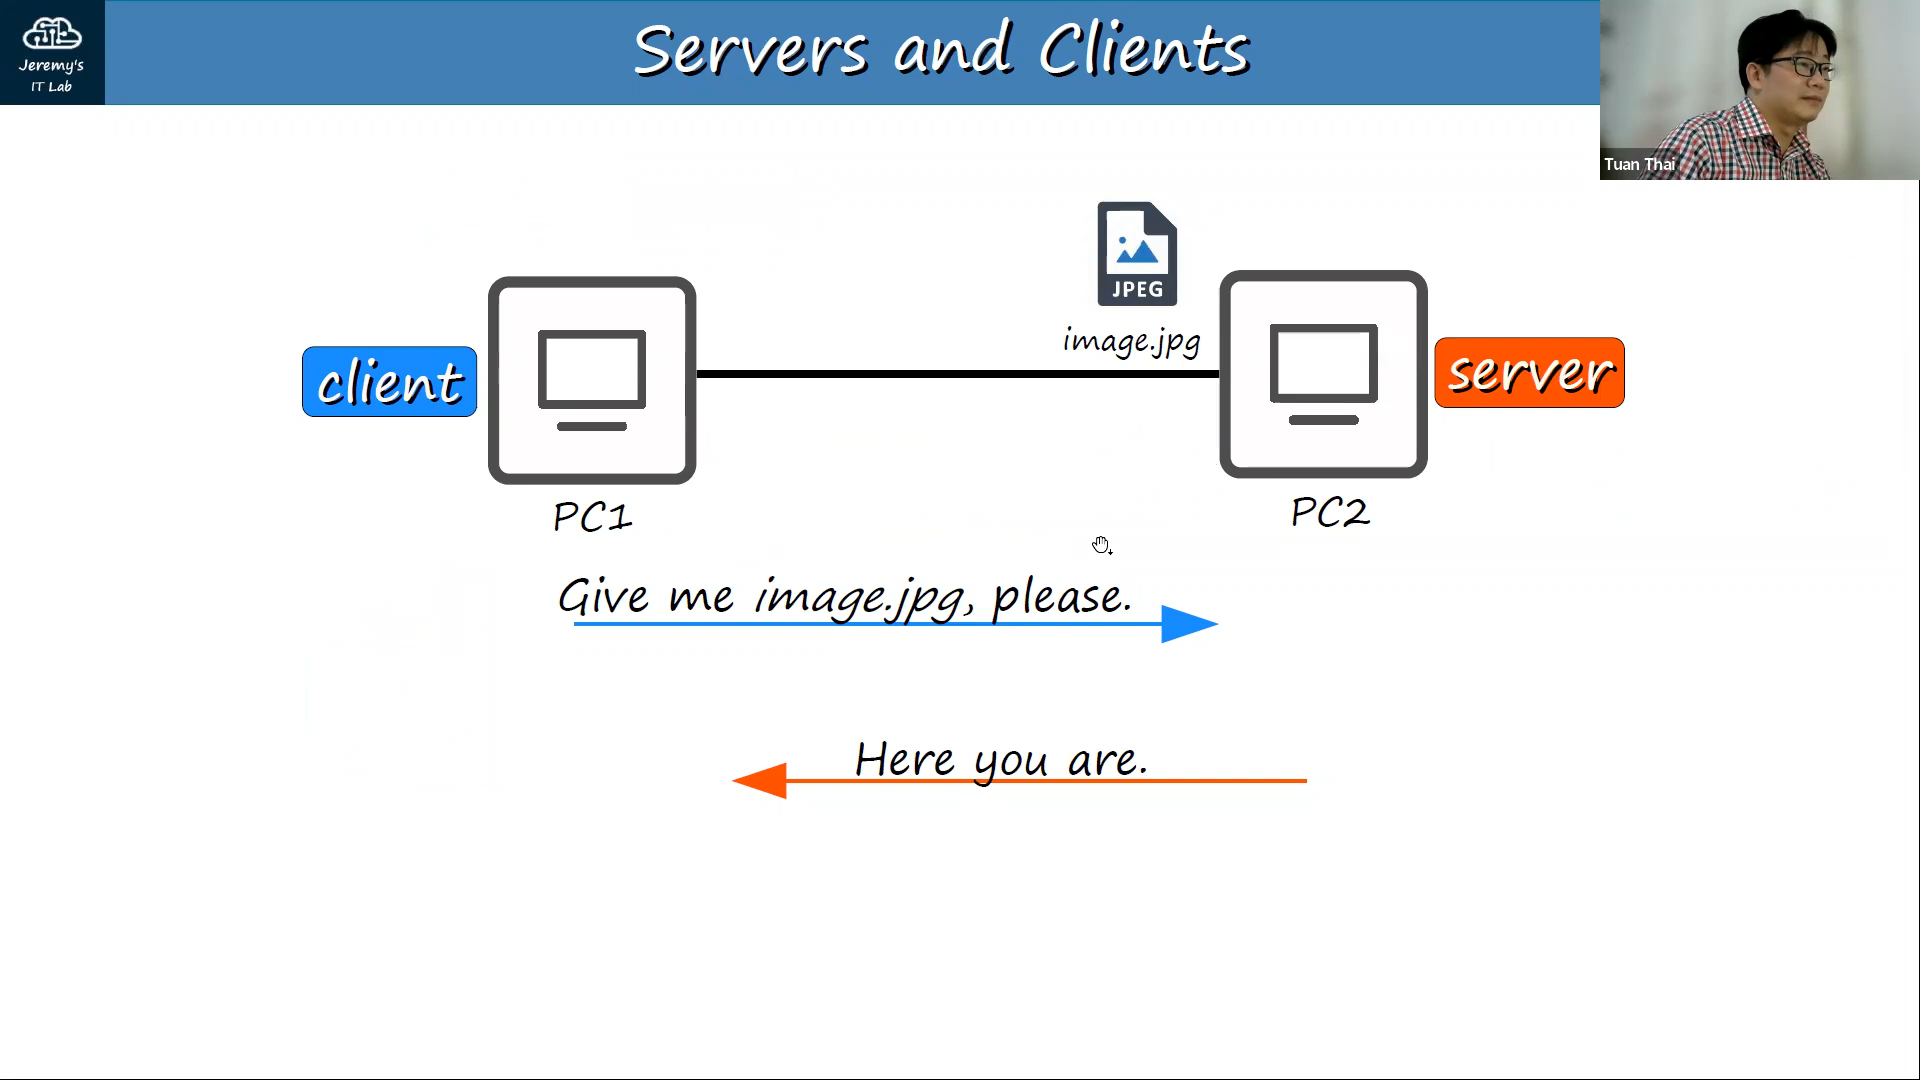 Jeremy's
IT Lab
Servers and Clients
Tuan Thai
JPEG
image.jpg
client
server
PC1
PC2
Give me image.jpg, please.
Here you are.